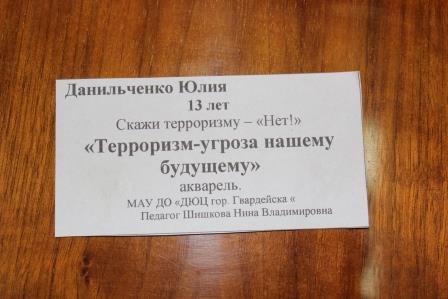 Данильченко Юлия
13 лет
Скажи терроризму – «Нет!»
«Терроризм-угроза нашему
будущему»
акварель.
МАУ ДО «ДЮЦ гор. Гвардейска «
Педагог Шишкова Нина Владимировна